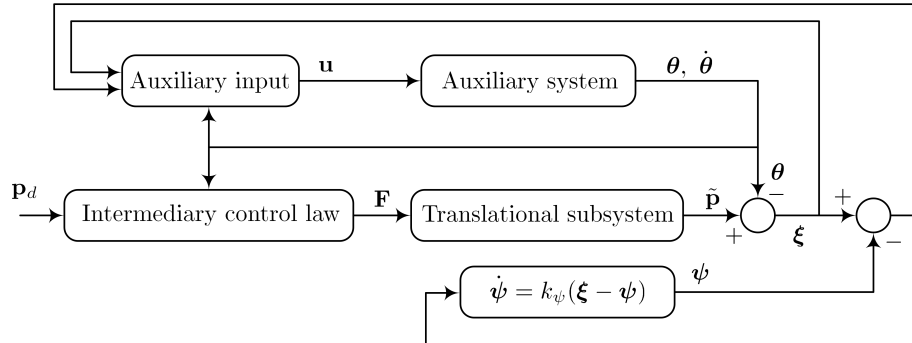 Auxiliary input
u
Auxiliary system
θ, θ̇
p_d
Intermediary control law
F
Translational subsystem
p̃
+
θ
−
ξ
+
−
ψ̇ = k_ψ(ξ − ψ)
ψ